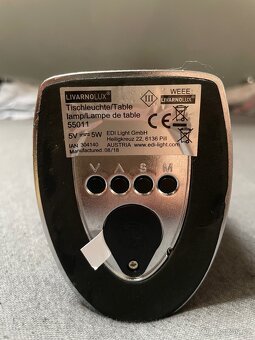 LIVARNOLUX®
Tischleuchte/Table
lamp/Lampe de table
55011
5V 5W
IAN 304140
Manufactured: 08/18
WEEE
III
CE
LIVARNOLUX®
EDI Light GmbH
Heiligkreuz 22, 6136 Pill
AUSTRIA www.edi-light.com
V A S M